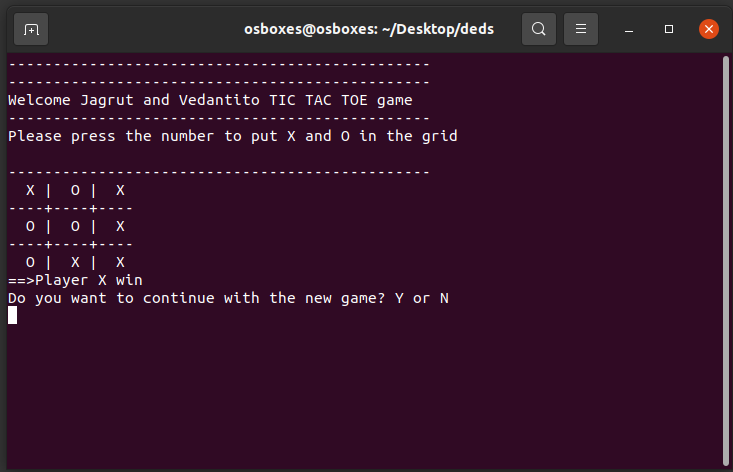 osboxes@osboxes: ~/Desktop/deds
-----------------------------------------------
-----------------------------------------------
Welcome Jagrut and Vedantito TIC TAC TOE game
-----------------------------------------------
Please press the number to put X and O in the grid
-----------------------------------------------
  X |  O |  X
----+----+----
  O |  O |  X
----+----+----
  O |  X |  X
==>Player X win
Do you want to continue with the new game? Y or N